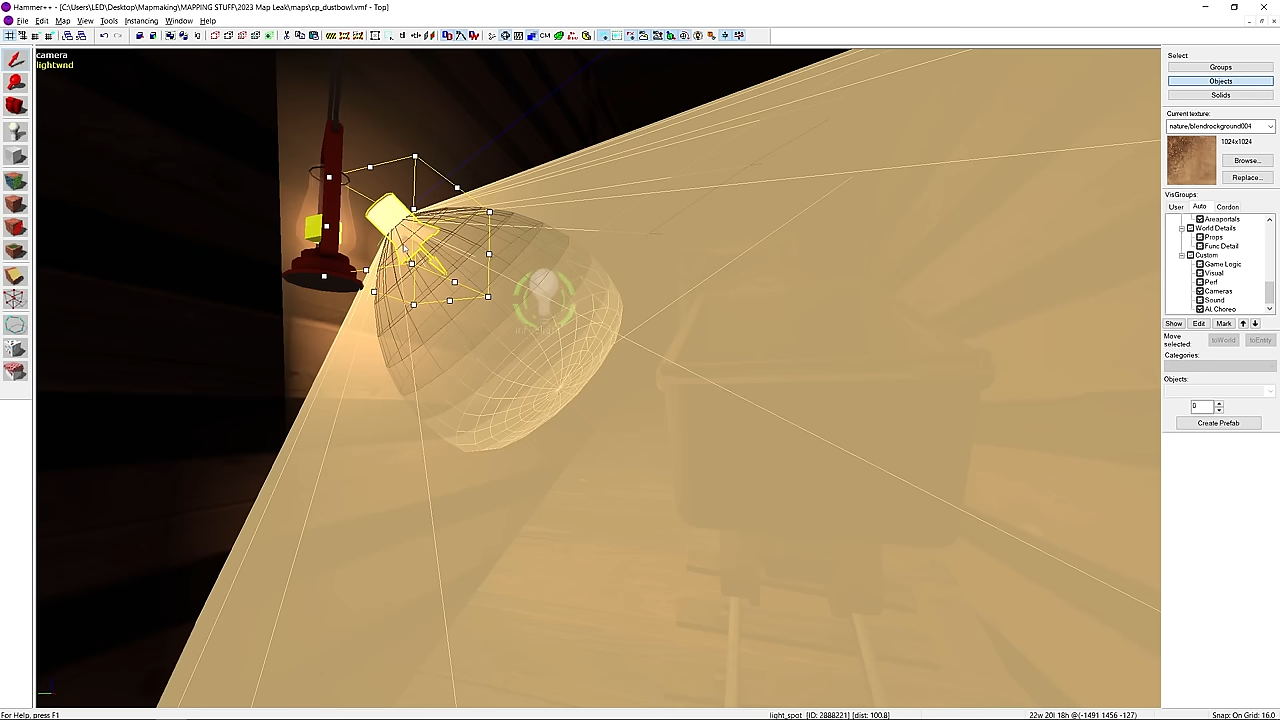 Hammer++ - [C:\Users\LED\Desktop\Mapmaking\MAPPING STUFF\2023 Map Leak\maps\cp_dustbowl.vmf - Top]
File Edit Map View Tools Instancing Window Help
camera
lightwnd
Select
Groups
Objects
Solids
Current texture:
nature/blendrockground004
1024x1024
Browse...
Replace...
VisGroups:
User Auto Cordon
Areaportals
World Details
Props
Func Detail
Custom
Game Logic
Visual
Perf
Cameras
Sound
AI, Choreo
Show Edit Mark
Move selected:
toWorld toEntity
Categories:
Objects:
0
Create Prefab
For Help, press F1
light_spot [ID: 2888221] [dist: 100.8]
22w 20l 18h @(-1491 1456 -127)
Snap: On Grid: 16.0